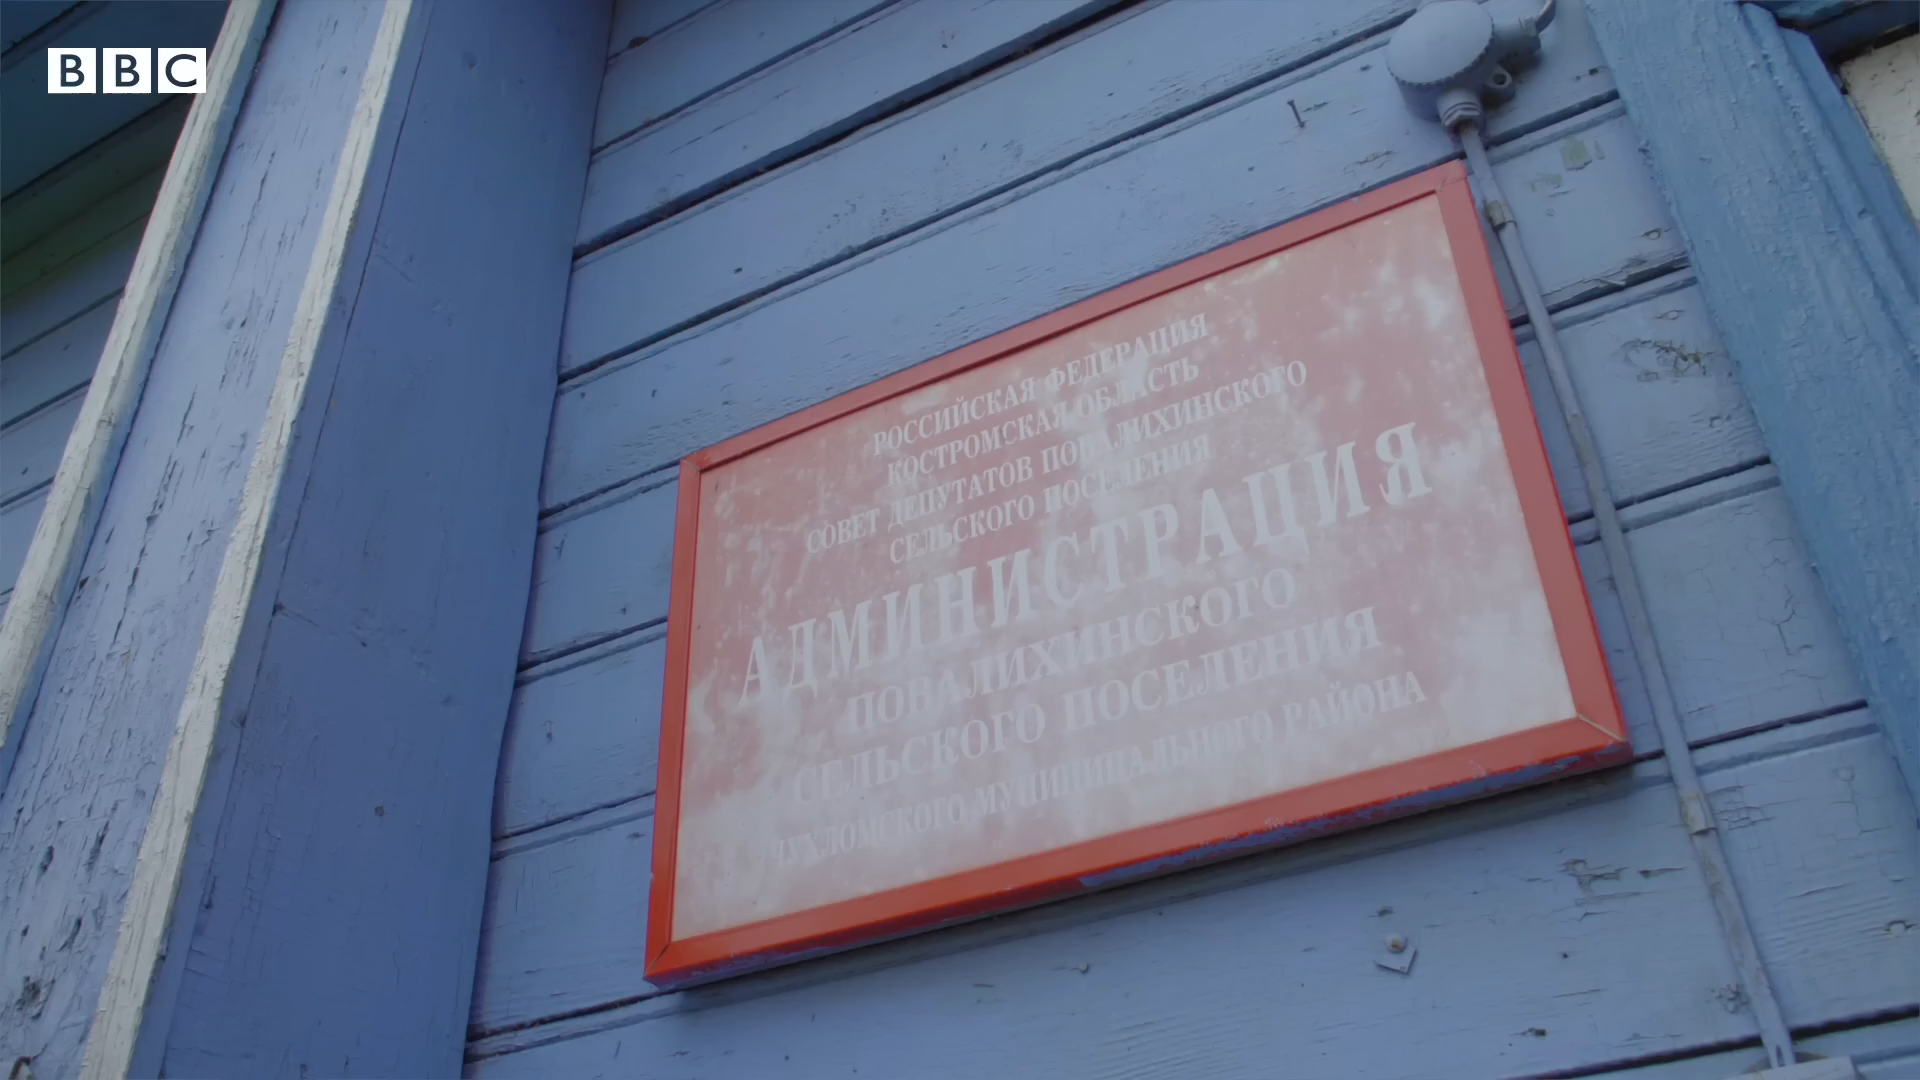 BBC
РОССИЙСКАЯ ФЕДЕРАЦИЯ
КОСТРОМСКАЯ ОБЛАСТЬ
СОВЕТ ДЕПУТАТОВ ПОВАЛИХИНСКОГО
СЕЛЬСКОГО ПОСЕЛЕНИЯ
АДМИНИСТРАЦИЯ
ПОВАЛИХИНСКОГО
СЕЛЬСКОГО ПОСЕЛЕНИЯ
ЧУХЛОМСКОГО МУНИЦИПАЛЬНОГО РАЙОНА